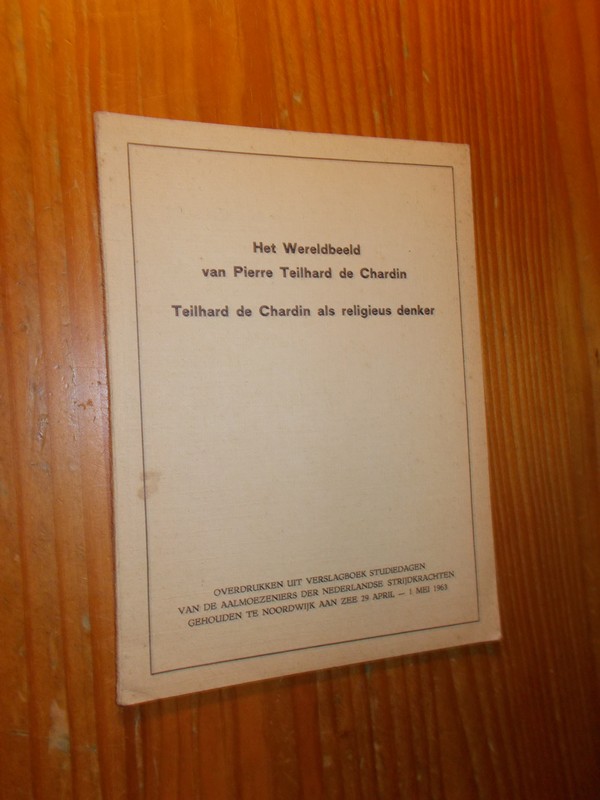 Het Wereldbeeld
van Pierre Teilhard de Chardin
Teilhard de Chardin als religieus denker
OVERDRUKKEN UIT VERSLAGBOEK STUDIEDAGEN
VAN DE AALMOEZENIERS DER NEDERLANDSE STRIJDKRACHTEN
GEHOUDEN TE NOORDWIJK AAN ZEE 29 APRIL — 1 MEI 1963